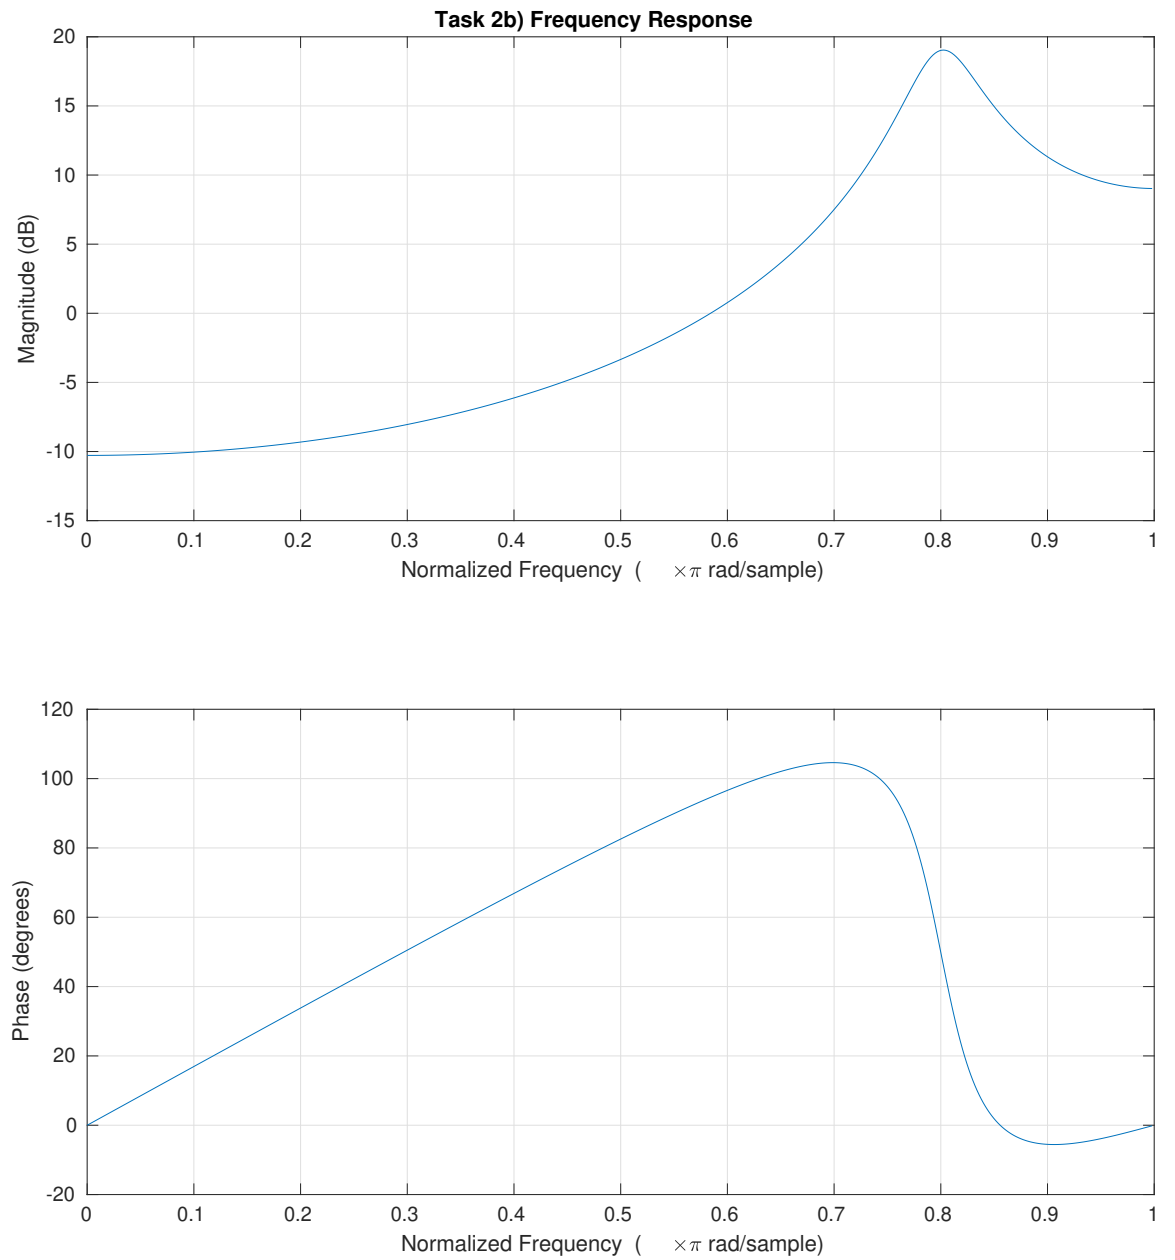 Task 2b) Frequency Response
20
15
10
5
0
-5
-10
-15
Magnitude (dB)
0 0.1 0.2 0.3 0.4 0.5 0.6 0.7 0.8 0.9 1
Normalized Frequency (  ×π rad/sample)
120
100
80
60
40
20
0
-20
Phase (degrees)
0 0.1 0.2 0.3 0.4 0.5 0.6 0.7 0.8 0.9 1
Normalized Frequency (  ×π rad/sample)